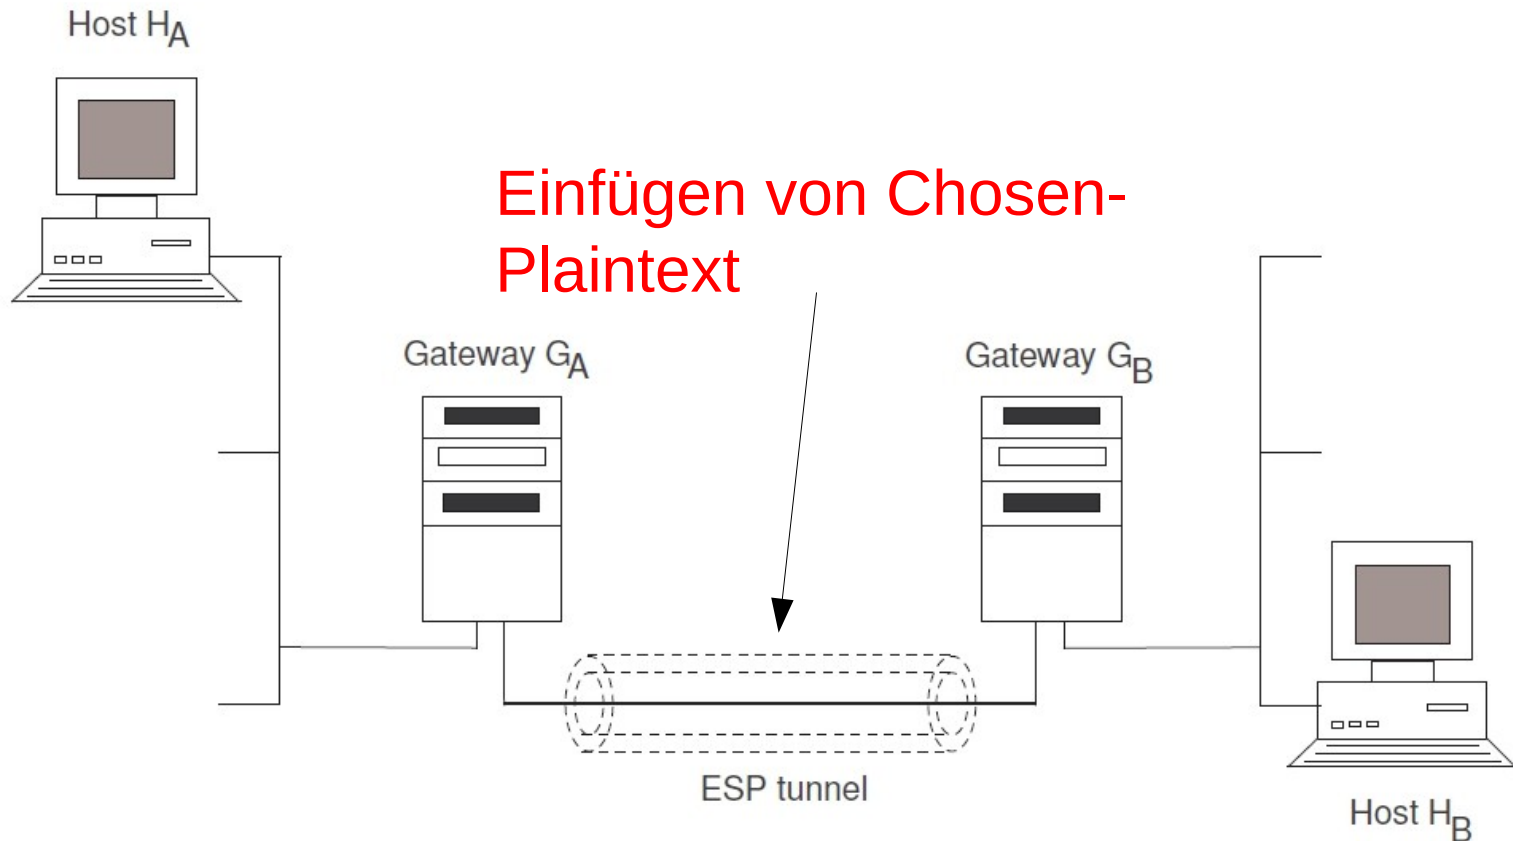 Host HA
Einfügen von Chosen-
Plaintext
Gateway GA
Gateway GB
ESP tunnel
Host HB